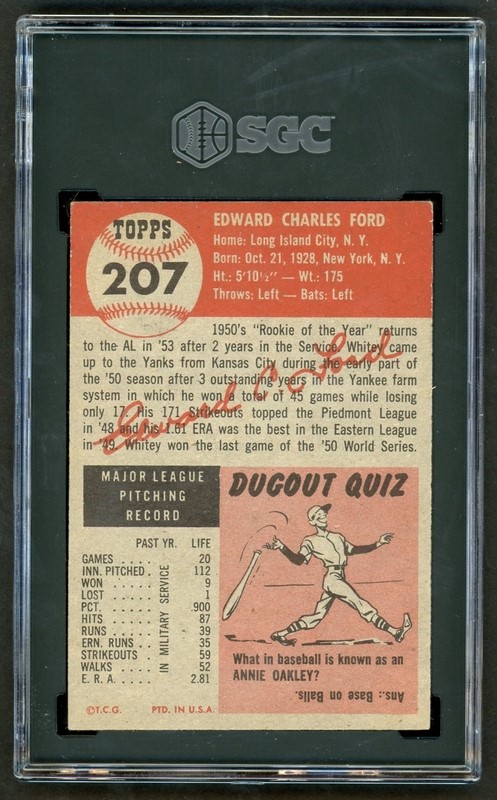 SGC
TOPPS
207
EDWARD CHARLES FORD
Home: Long Island City, N. Y.
Born: Oct. 21, 1928, New York, N. Y.
Ht.: 5'10½" — Wt.: 175
Throws: Left — Bats: Left
1950's "Rookie of the Year" returns
to the AL in '53 after 2 years in the Service. Whitey came
up to the Yanks from Kansas City during the early part of
the '50 season after 3 outstanding years in the Yankee farm
system in which he won a total of 45 games while losing
only 17. His 171 strikeouts topped the Piedmont League
in '48 and his 1.61 ERA was the best in the Eastern League
in '49. Whitey won the last game of the '50 World Series.
Edward C. Ford
MAJOR LEAGUE
PITCHING
RECORD
PAST YR. LIFE
GAMES . . . . 20
INN. PITCHED . 112
WON . . . . . 9
LOST . . . . . 1
PCT. . . . . . .900
HITS . . . . . 87
RUNS . . . . . 39
ERN. RUNS . . 35
STRIKEOUTS . . 59
WALKS . . . . 52
E. R. A. . . . . 2.81
IN MILITARY SERVICE
©T.C.G. PTD. IN U.S.A.
DUGOUT QUIZ
What in baseball is known as an
ANNIE OAKLEY?
Ans.: Base on Balls.